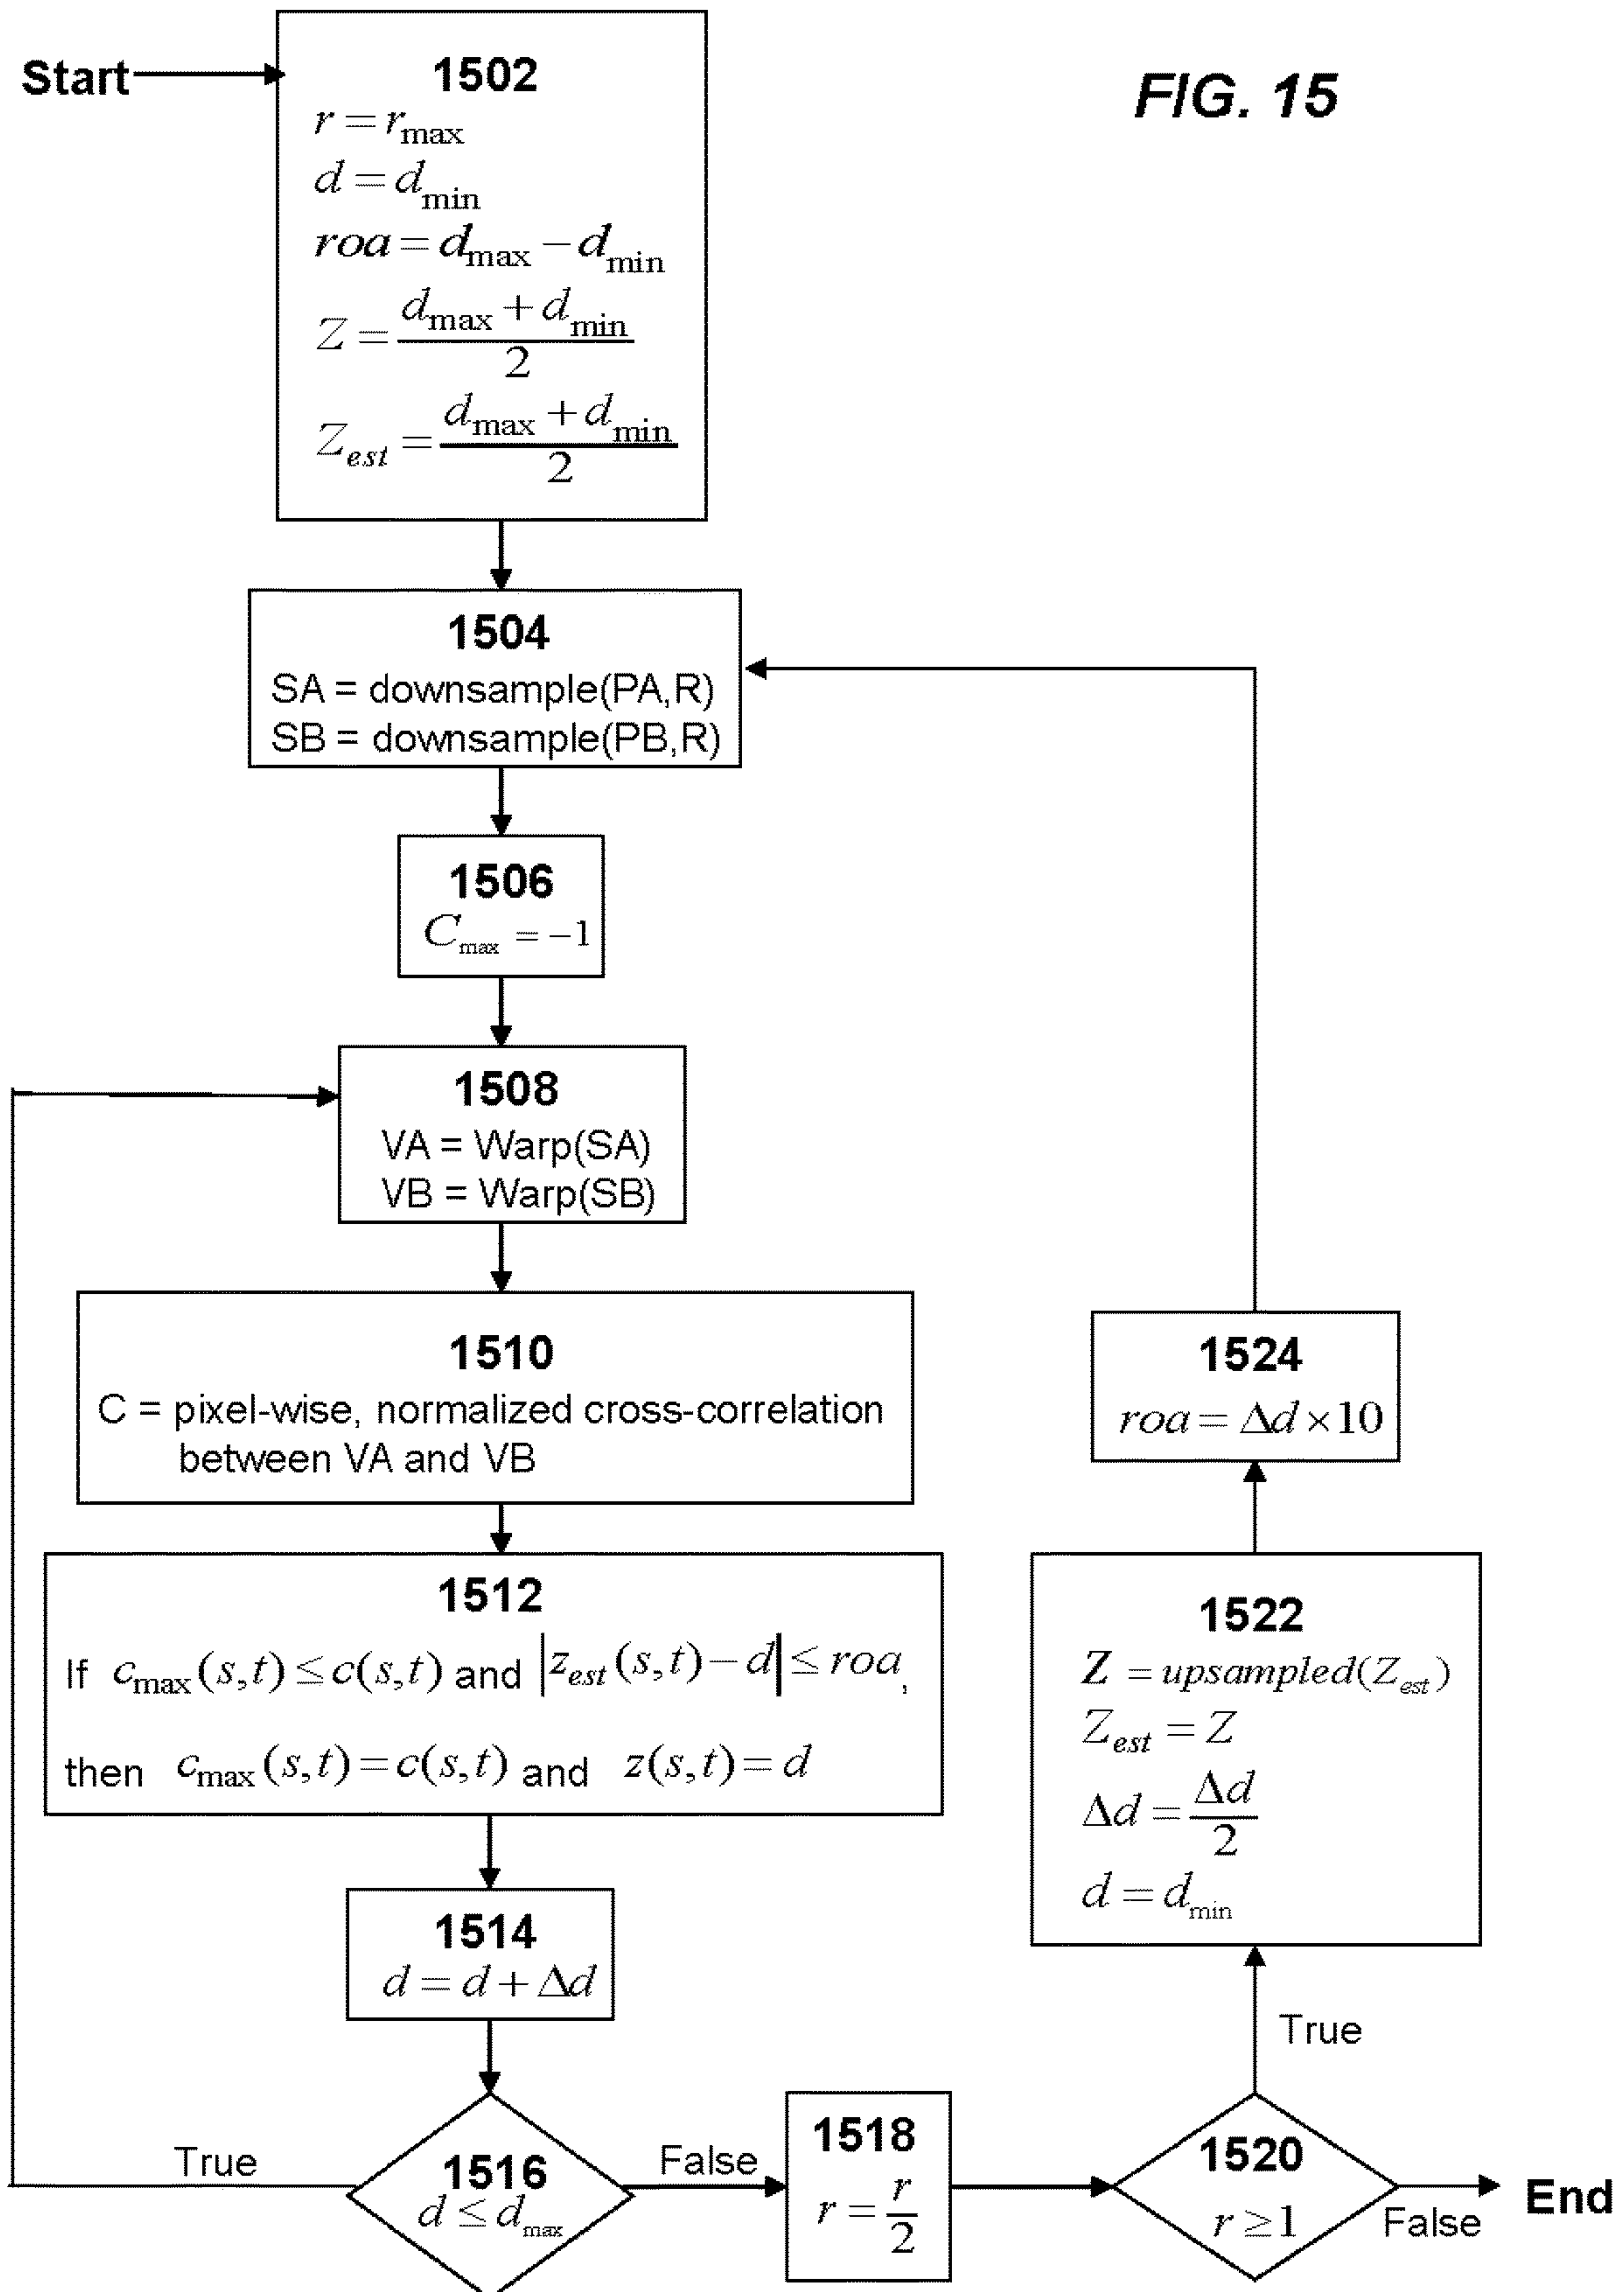 FIG. 15
Start
1502
r = r_max
d = d_min
roa = d_max − d_min
Z = (d_max + d_min) / 2
Z_est = (d_max + d_min) / 2
1504
SA = downsample(PA,R)
SB = downsample(PB,R)
1506
C_max = −1
1508
VA = Warp(SA)
VB = Warp(SB)
1510
C = pixel-wise, normalized cross-correlation
between VA and VB
1512
If c_max(s,t) ≤ c(s,t) and |z_est(s,t) − d| ≤ roa,
then c_max(s,t) = c(s,t) and z(s,t) = d
1514
d = d + Δd
1516
d ≤ d_max
True
False
1518
r = r / 2
1520
r ≥ 1
True
False
End
1522
Z = upsampled(Z_est)
Z_est = Z
Δd = Δd / 2
d = d_min
1524
roa = Δd × 10